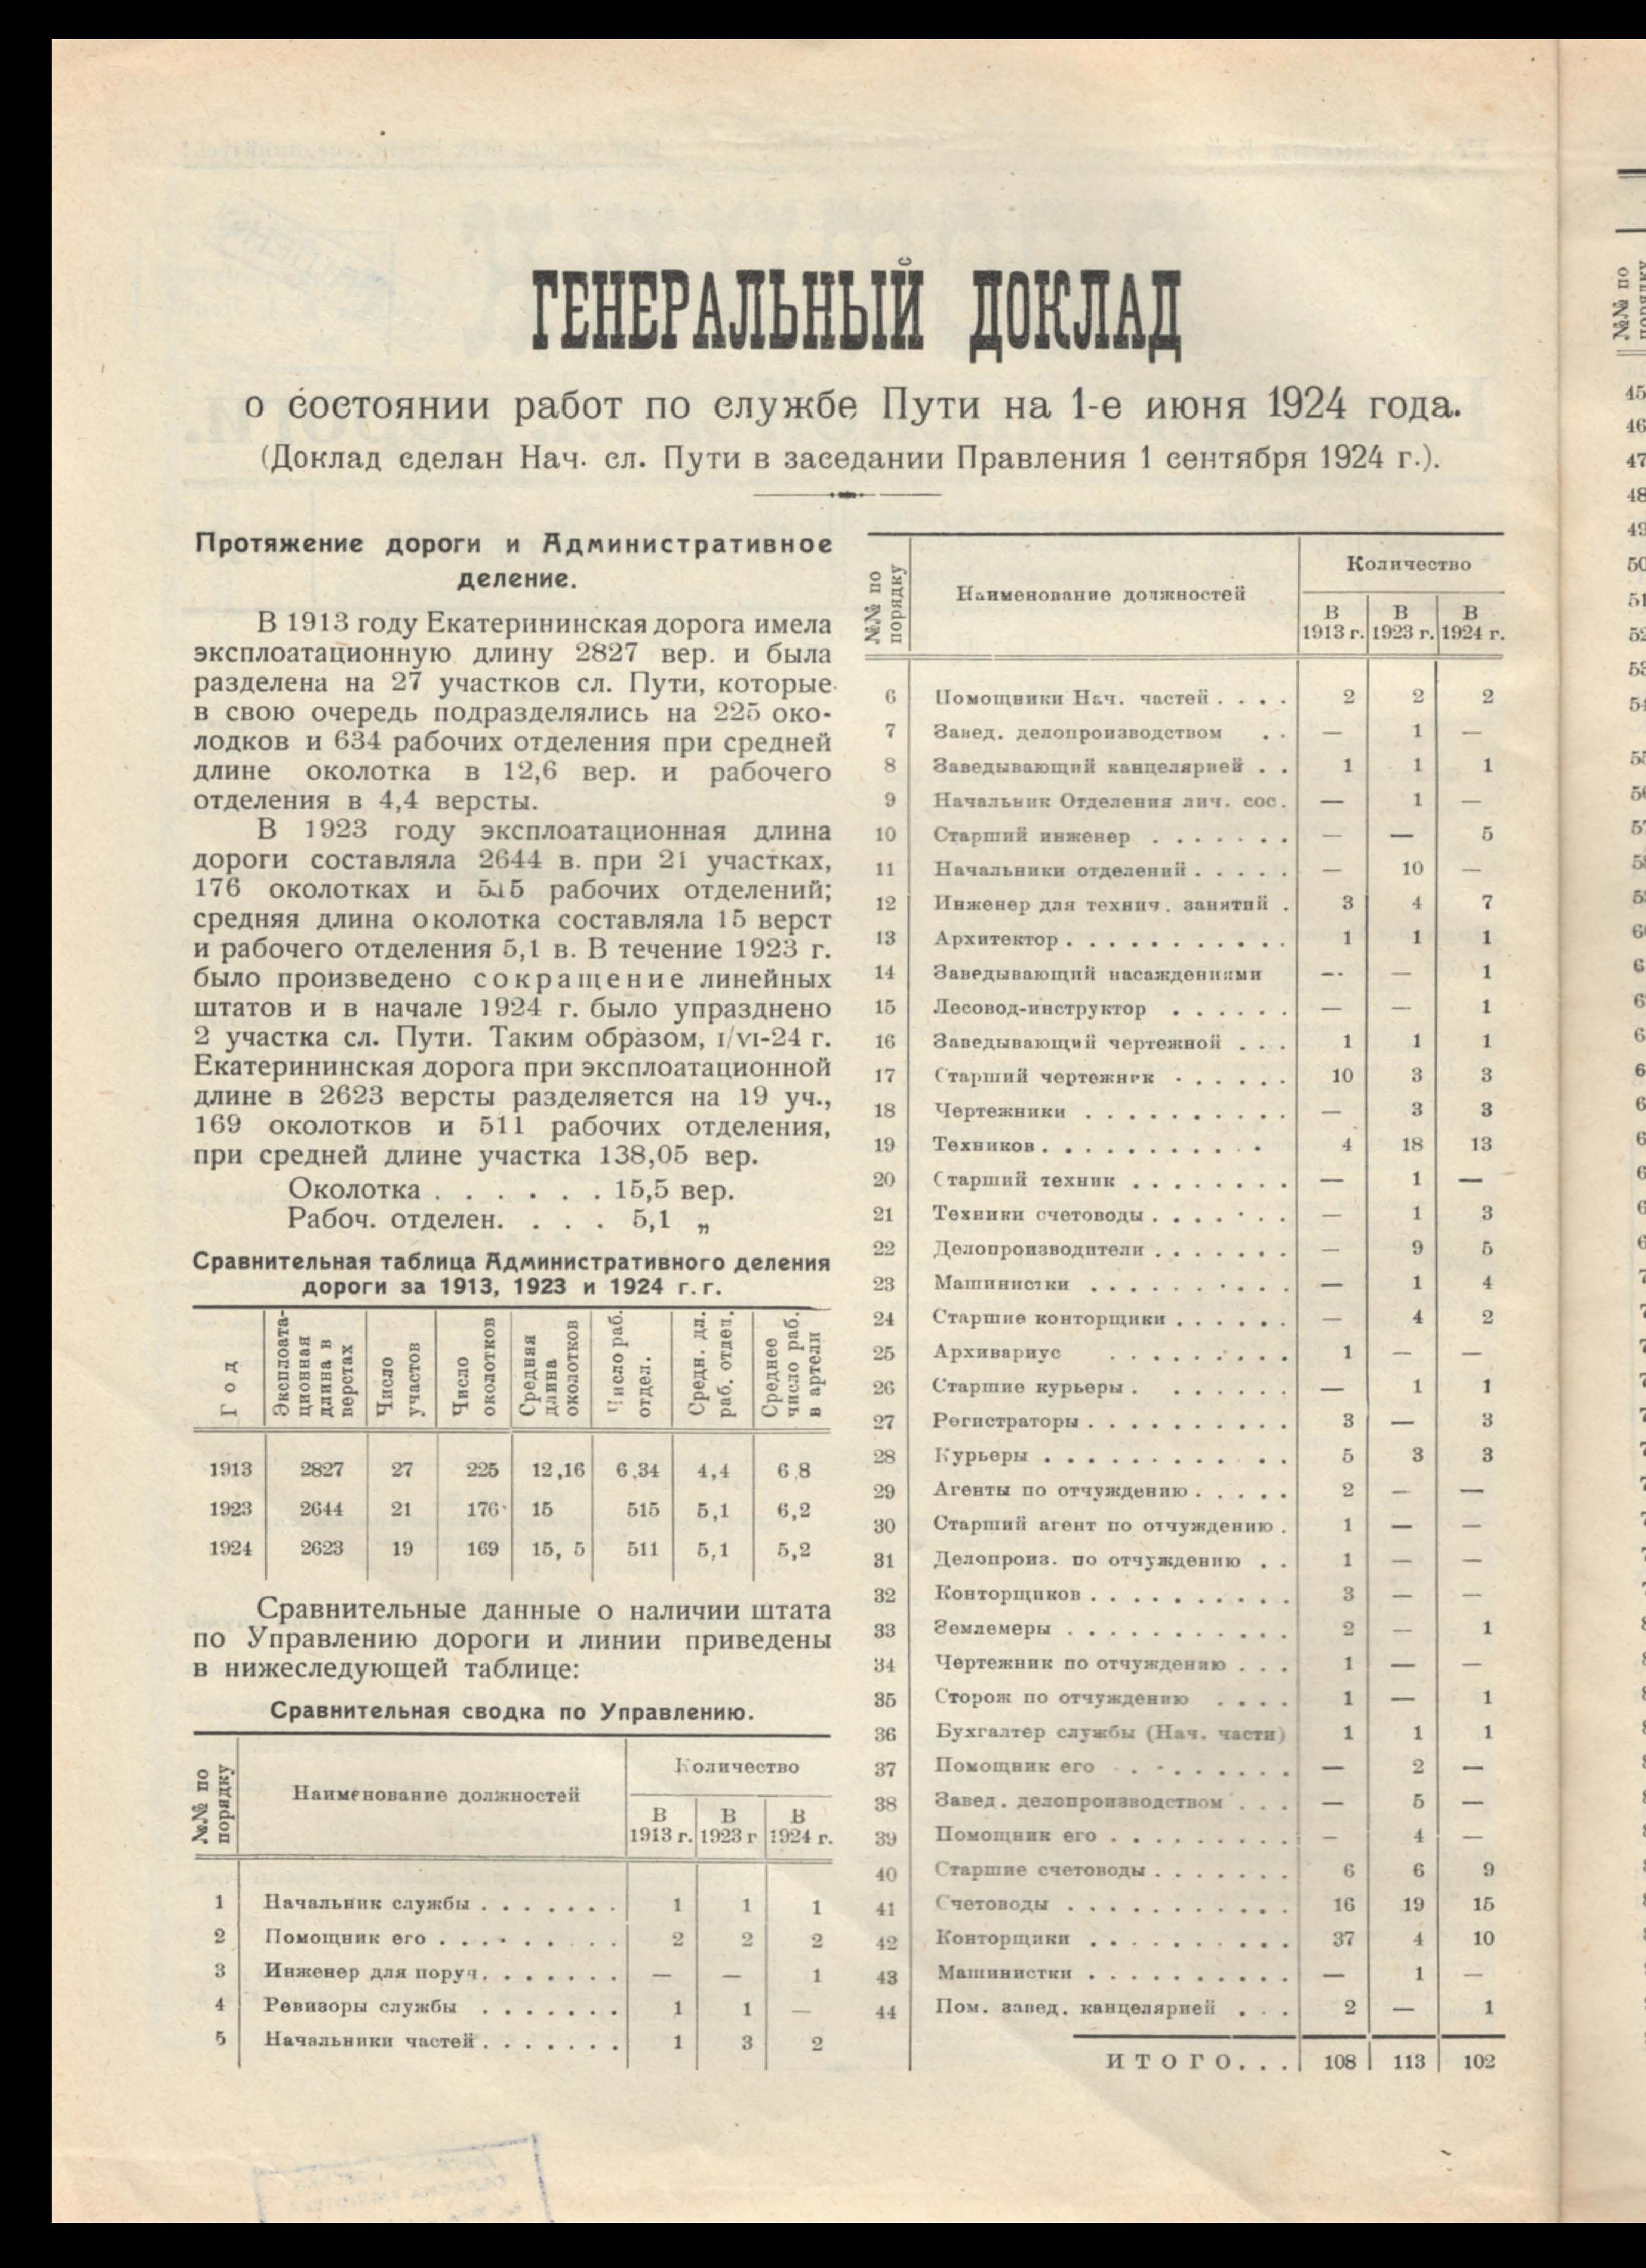 ГЕНЕРАЛЬНЫЙ ДОКЛАД
о состоянии работ по службе Пути на 1-е июня 1924 года.
(Доклад сделан Нач. сл. Пути в заседании Правления 1 сентября 1924 г.).
Протяжение дороги и Административное
деление.
В 1913 году Екатерининская дорога имела
эксплоатационную длину 2827 вер. и была
разделена на 27 участков сл. Пути, которые
в свою очередь подразделялись на 225 око-
лодков и 634 рабочих отделения при средней
длине околотка в 12,6 вер. и рабочего
отделения в 4,4 версты.
В 1923 году эксплоатационная длина
дороги составляла 2644 в. при 21 участках,
176 околотках и 515 рабочих отделений;
средняя длина околотка составляла 15 верст
и рабочего отделения 5,1 в. В течение 1923 г.
было произведено сокращение линейных
штатов и в начале 1924 г. было упразднено
2 участка сл. Пути. Таким образом, 1/VI-24 г.
Екатерининская дорога при эксплоатационной
длине в 2623 версты разделяется на 19 уч.,
169 околотков и 511 рабочих отделения,
при средней длине участка 138,05 вер.
Околотка . . . . . . 15,5 вер.
Рабоч. отделен. . . . 5,1 „
Сравнительная таблица Административного деления
дороги за 1913, 1923 и 1924 г. г.
Год | Эксплоата-ционная длина в верстах | Число участов | Число околотков | Средняя длина околотков | Число раб. отдел. | Средн. дл. раб. отдел. | Среднее число раб. в артели
1913 2827 27 225 12,16 6,34 4,4 6,8
1923 2644 21 176 15 515 5,1 6,2
1924 2623 19 169 15, 5 511 5,1 5,2
Сравнительные данные о наличии штата
по Управлению дороги и линии приведены
в нижеследующей таблице:
Сравнительная сводка по Управлению.
№№ по порядку | Наименование должностей | Количество
В 1913 г. | В 1923 г | В 1924 г.
1 Начальник службы . . . . . . . 1 1 1
2 Помощник его . . . . . . . . . 2 2 2
3 Инженер для поруч. . . . . . . — — 1
4 Ревизоры службы . . . . . . . 1 1 —
5 Начальники частей . . . . . . . 1 3 2
№№ по порядку | Наименование должностей | Количество
В 1913 г. | В 1923 г. | В 1924 г.
6 Помощники Нач. частей . . . . 2 2 2
7 Завед. делопроизводством . . — 1 —
8 Заведывающий канцелярией . . 1 1 1
9 Начальник Отделения лич. сос. — 1 —
10 Старший инженер . . . . . . . — — 5
11 Начальники отделений . . . . . — 10 —
12 Инженер для технич. занятий . 3 4 7
13 Архитектор . . . . . . . . . . . 1 1 1
14 Заведывающий насаждениями — — 1
15 Лесовод-инструктор . . . . . . — — 1
16 Заведывающий чертежной . . . 1 1 1
17 Старший чертежник . . . . . . 10 3 3
18 Чертежники . . . . . . . . . . — 3 3
19 Техников . . . . . . . . . . . 4 18 13
20 Старший техник . . . . . . . . — 1 —
21 Техники счетоводы . . . . . . . — 1 3
22 Делопроизводители . . . . . . . — 9 5
23 Машинистки . . . . . . . . . . — 1 4
24 Старшие конторщики . . . . . . — 4 2
25 Архивариус . . . . . . . . . 1 — —
26 Старшие курьеры . . . . . . . — 1 1
27 Регистраторы . . . . . . . . . . 3 — 3
28 Курьеры . . . . . . . . . . . . 5 3 3
29 Агенты по отчуждению . . . . . 2 — —
30 Старший агент по отчуждению . 1 — —
31 Делопроиз. по отчуждению . . 1 — —
32 Конторщиков . . . . . . . . . . 3 — —
33 Землемеры . . . . . . . . . . . 2 — 1
34 Чертежник по отчуждению . . . 1 — —
35 Сторож по отчуждению . . . . 1 — 1
36 Бухгалтер службы (Нач. части) 1 1 1
37 Помощник его . . . . . . . . . — 2 —
38 Завед. делопроизводством . . . — 5 —
39 Помощник его . . . . . . . . . — 4 —
40 Старшие счетоводы . . . . . . . 6 6 9
41 Счетоводы . . . . . . . . . . . 16 19 15
42 Конторщики . . . . . . . . . . 37 4 10
43 Машинистки . . . . . . . . . . — 1 —
44 Пом. завед. канцелярией . . . 2 — 1
ИТОГО. . . 108 113 102
№№ по
45
46
47
48